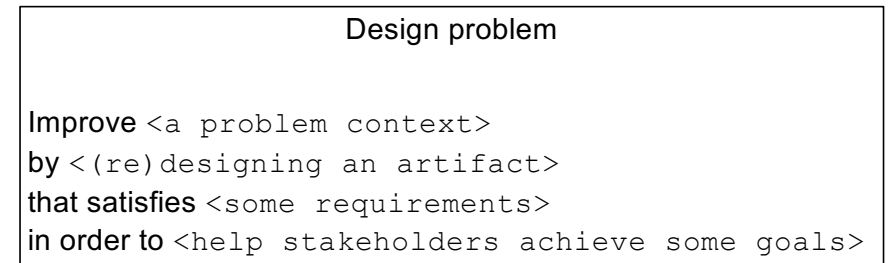 Design problem
Improve <a problem context>
by <(re)designing an artifact>
that satisfies <some requirements>
in order to <help stakeholders achieve some goals>